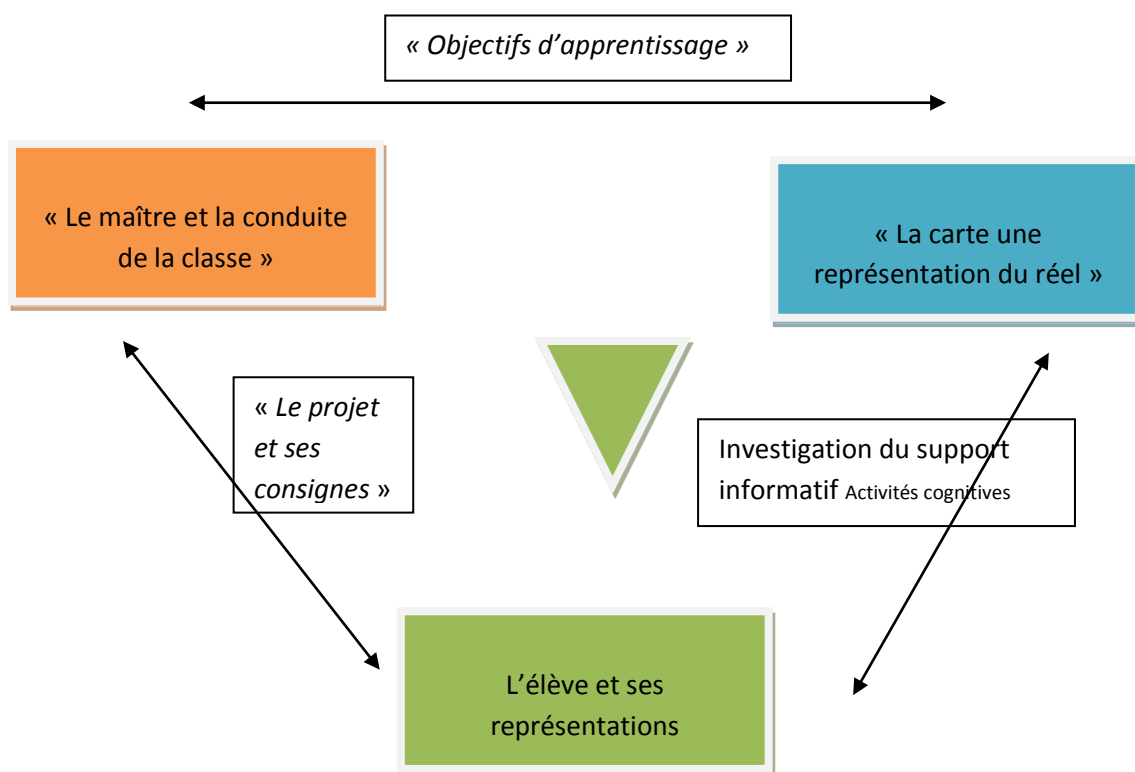 « Objectifs d’apprentissage »
« Le maître et la conduite
de la classe »
« La carte une
représentation du réel »
« Le projet
et ses
consignes »
Investigation du support
informatif Activités cognitives
L’élève et ses
représentations